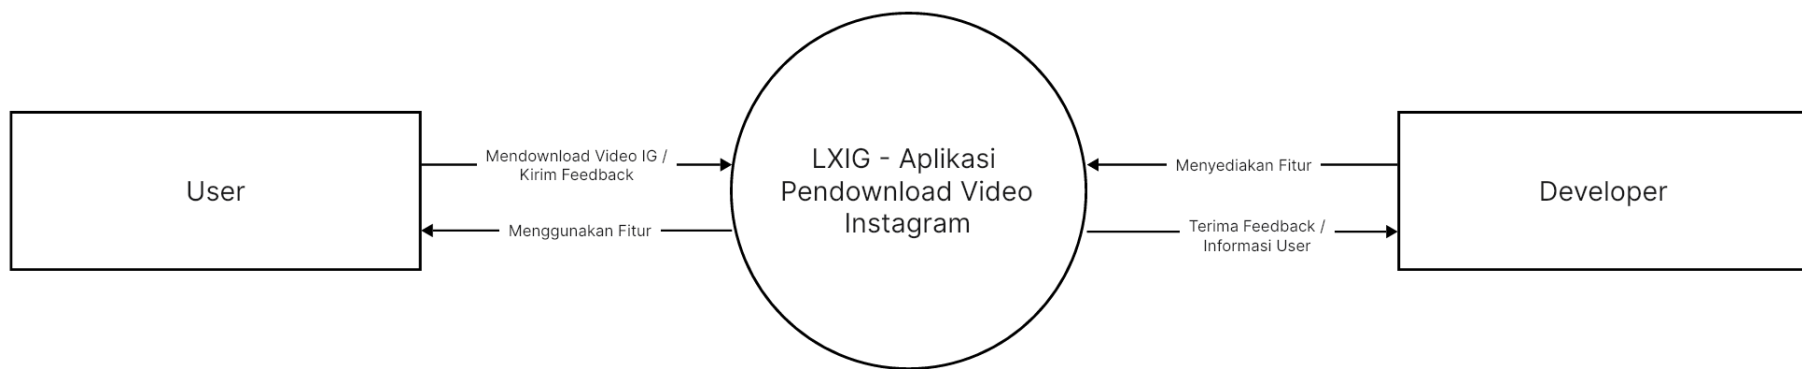 User
Mendownload Video IG /
Kirim Feedback
Menggunakan Fitur
LXIG - Aplikasi
Pendownload Video
Instagram
Menyediakan Fitur
Terima Feedback /
Informasi User
Developer